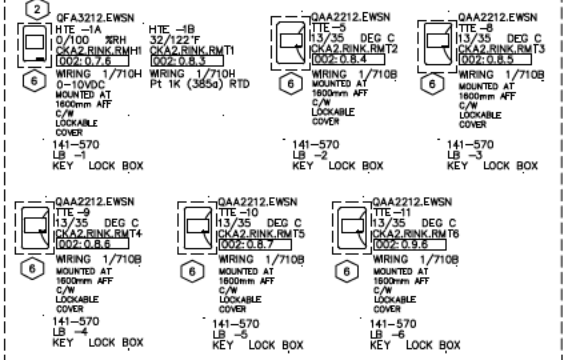 2
QFA3212.EWSN
HTE -1A
0/100 %RH
CKA2.RINK.RMH1
002: 0.7.6
6
WIRING 1/710H
0-10VDC
MOUNTED AT
1600mm AFF
C/W
LOCKABLE
COVER
141-570
LB -1
KEY LOCK BOX
HTE -1B
32/122°F
CKA2.RINK.RMT1
002: 0.8.3
WIRING 1/710H
Pt 1K (385a) RTD
QAA2212.EWSN
TTE -5
13/35 DEG C
CKA2.RINK.RMT2
002: 0.8.4
6
WIRING 1/710B
MOUNTED AT
1600mm AFF
C/W
LOCKABLE
COVER
141-570
LB -2
KEY LOCK BOX
QAA2212.EWSN
TTE -8
13/35 DEG C
CKA2.RINK.RMT3
002: 0.8.5
6
WIRING 1/710B
MOUNTED AT
1600mm AFF
C/W
LOCKABLE
COVER
141-570
LB -3
KEY LOCK BOX
QAA2212.EWSN
TTE -9
13/35 DEG C
CKA2.RINK.RMT4
002: 0.8.6
6
WIRING 1/710B
MOUNTED AT
1600mm AFF
C/W
LOCKABLE
COVER
141-570
LB -4
KEY LOCK BOX
QAA2212.EWSN
TTE -10
13/35 DEG C
CKA2.RINK.RMT5
002: 0.8.7
6
WIRING 1/710B
MOUNTED AT
1600mm AFF
C/W
LOCKABLE
COVER
141-570
LB -5
KEY LOCK BOX
QAA2212.EWSN
TTE -11
13/35 DEG C
CKA2.RINK.RMT6
002: 0.9.6
6
WIRING 1/710B
MOUNTED AT
1600mm AFF
C/W
LOCKABLE
COVER
141-570
LB -6
KEY LOCK BOX